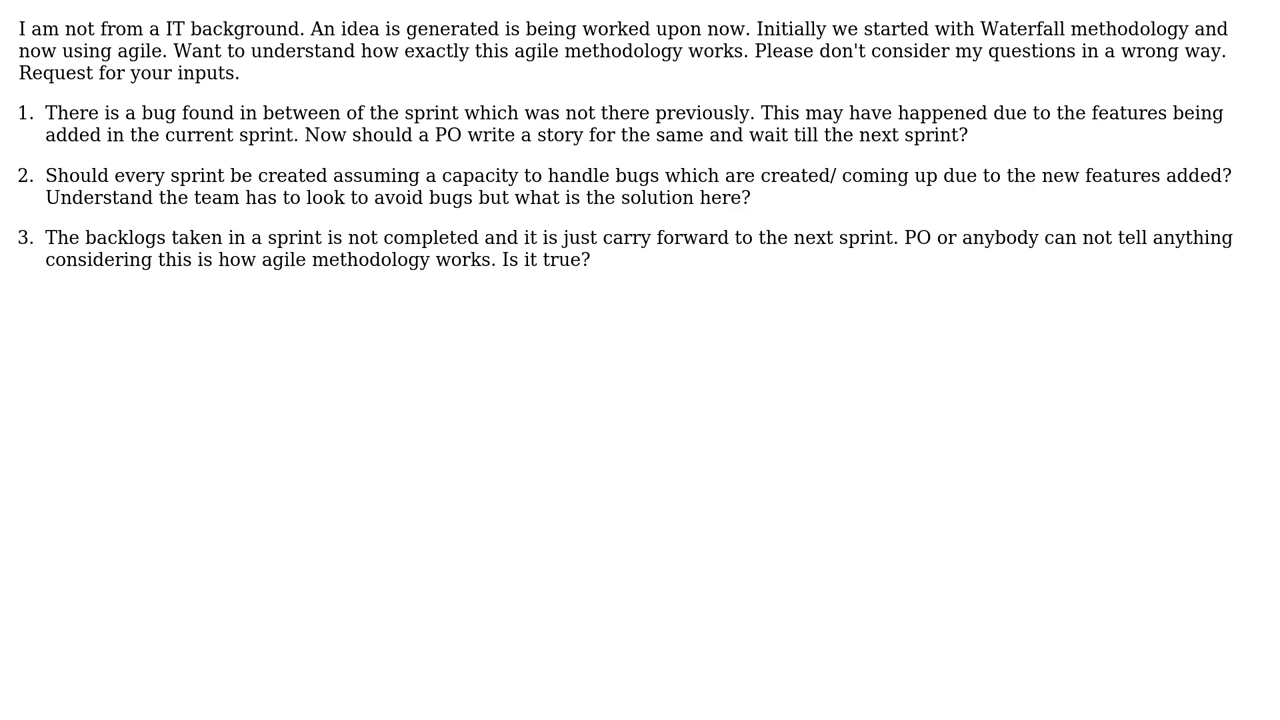 I am not from a IT background. An idea is generated is being worked upon now. Initially we started with Waterfall methodology and
now using agile. Want to understand how exactly this agile methodology works. Please don't consider my questions in a wrong way.
Request for your inputs.
1. There is a bug found in between of the sprint which was not there previously. This may have happened due to the features being
added in the current sprint. Now should a PO write a story for the same and wait till the next sprint?
2. Should every sprint be created assuming a capacity to handle bugs which are created/ coming up due to the new features added?
Understand the team has to look to avoid bugs but what is the solution here?
3. The backlogs taken in a sprint is not completed and it is just carry forward to the next sprint. PO or anybody can not tell anything
considering this is how agile methodology works. Is it true?